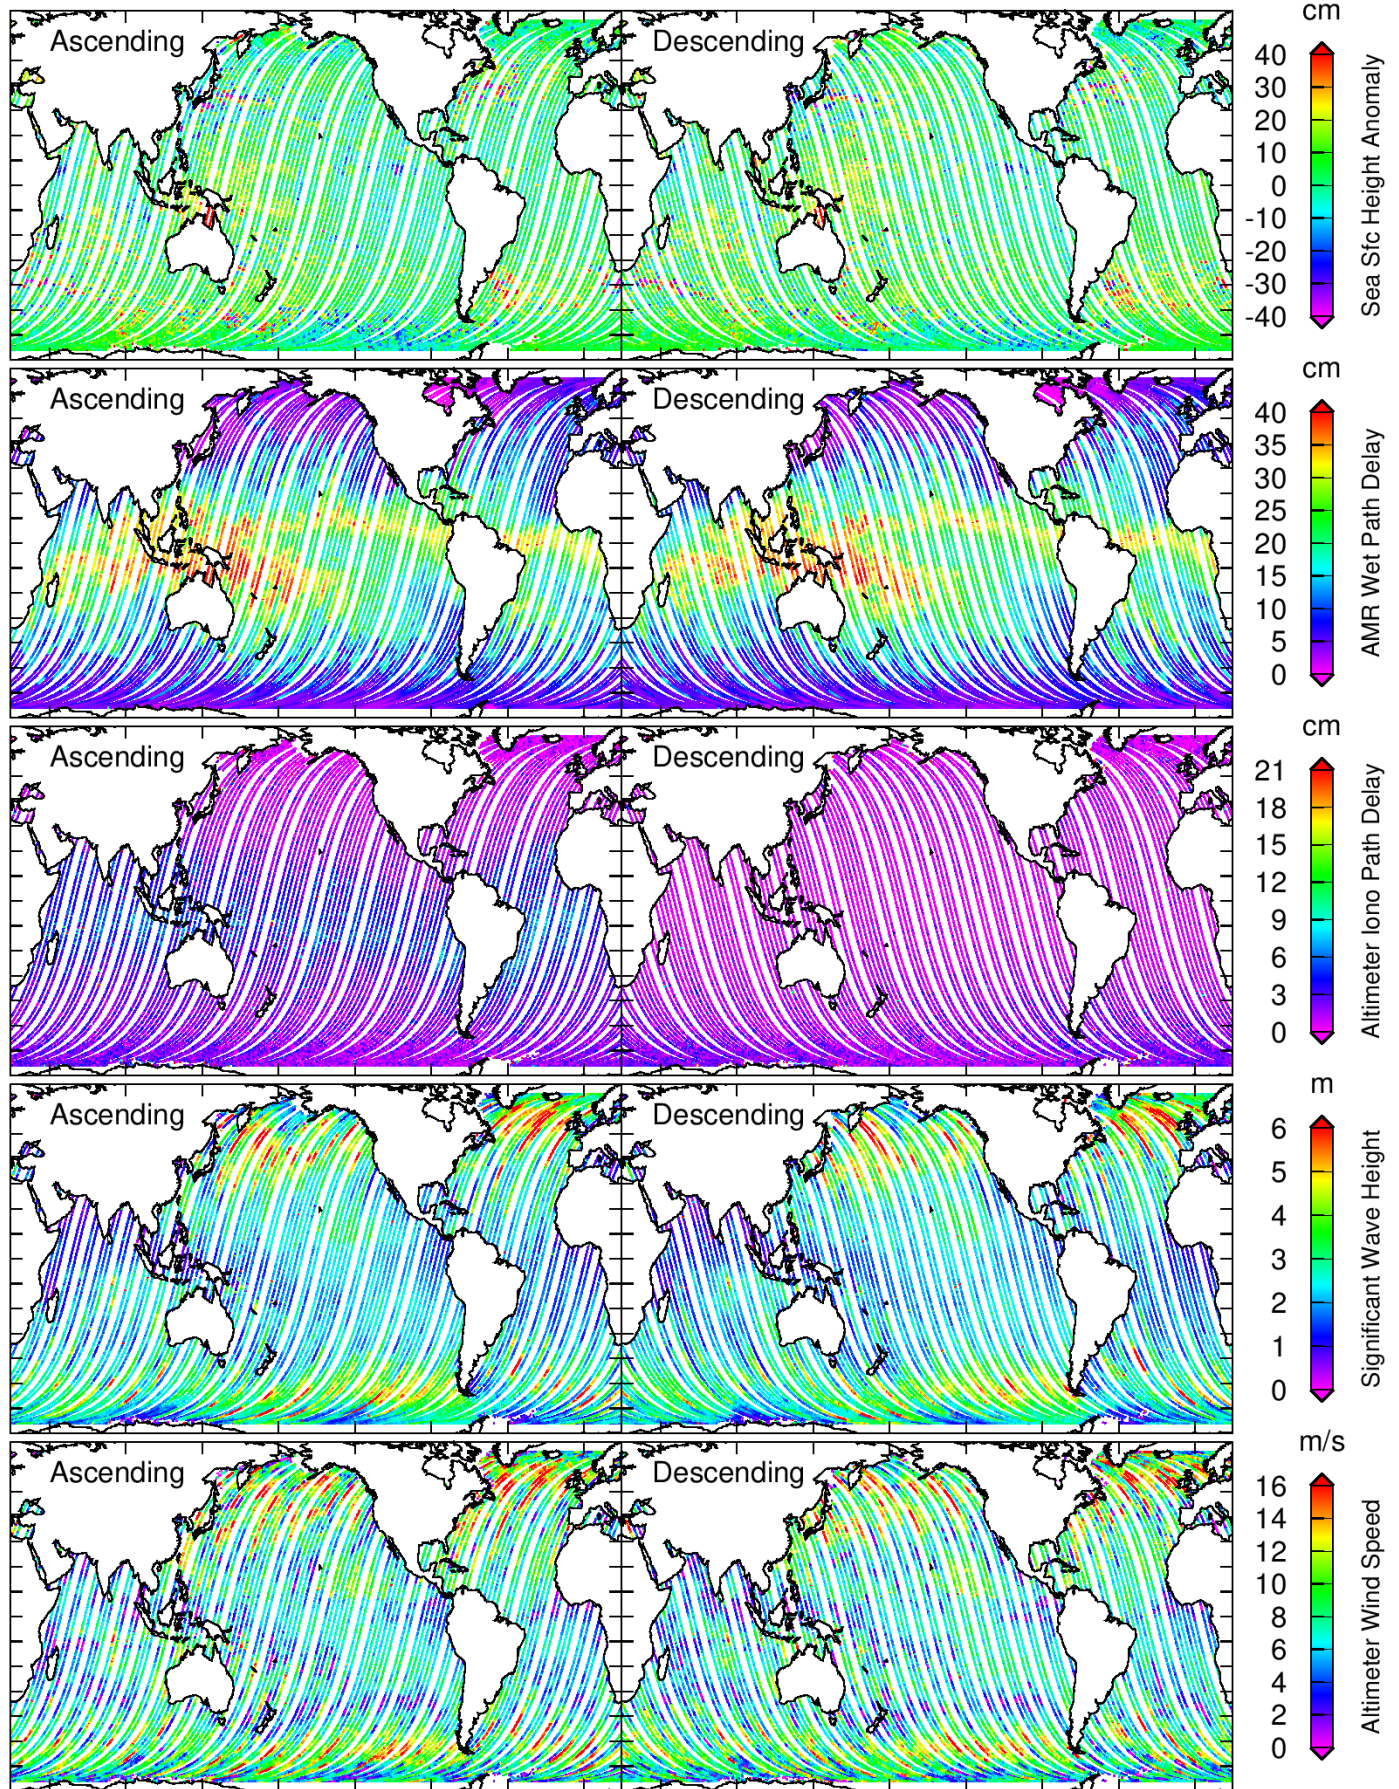 Ascending
Descending
cm
40
30
20
10
0
-10
-20
-30
-40
Sea Sfc Height Anomaly
Ascending
Descending
cm
40
35
30
25
20
15
10
5
0
AMR Wet Path Delay
Ascending
Descending
cm
21
18
15
12
9
6
3
0
Altimeter Iono Path Delay
Ascending
Descending
m
6
5
4
3
2
1
0
Significant Wave Height
Ascending
Descending
m/s
16
14
12
10
8
6
4
2
0
Altimeter Wind Speed